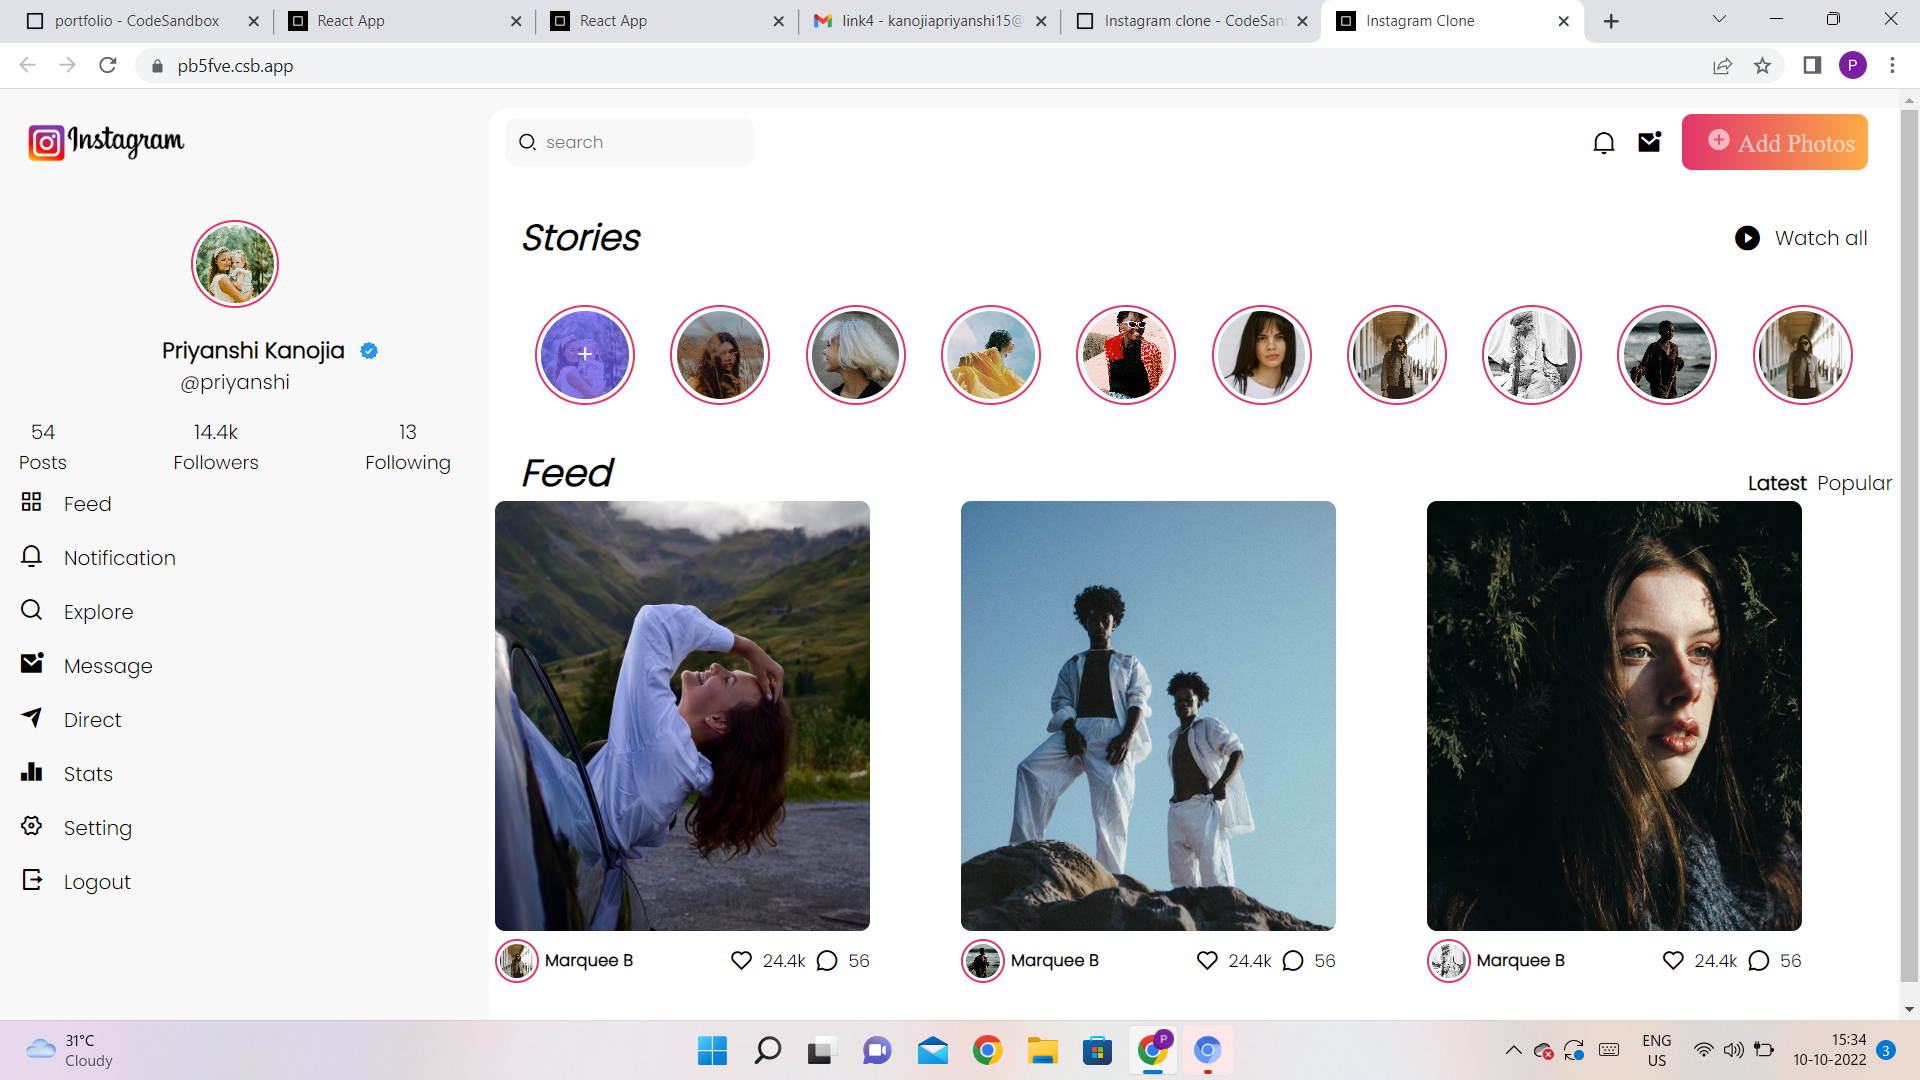 portfolio - CodeSandbox
React App
React App
link4 - kanojiapriyanshi15@
Instagram clone - CodeSan
Instagram Clone
pb5fve.csb.app
P
Instagram
search
Add Photos
Stories
Watch all
Priyanshi Kanojia
@priyanshi
54
14.4k
13
Posts
Followers
Following
Feed
Notification
Explore
Message
Direct
Stats
Setting
Logout
Feed
Latest Popular
Marquee B 24.4k 56
Marquee B 24.4k 56
Marquee B 24.4k 56
31°C
Cloudy
P
ENG
US
15:34
10-10-2022
3